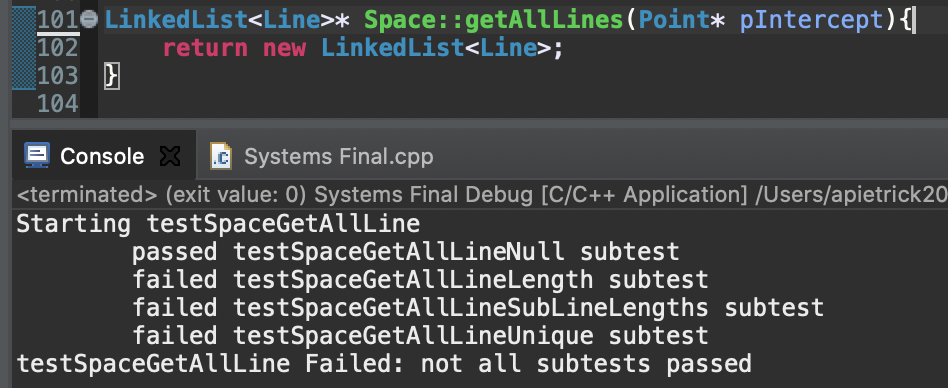 101 LinkedList<Line>* Space::getAllLines(Point* pIntercept){
102 return new LinkedList<Line>;
103 }
104
Console Systems Final.cpp
<terminated> (exit value: 0) Systems Final Debug [C/C++ Application] /Users/apietrick20
Starting testSpaceGetAllLine
passed testSpaceGetAllLineNull subtest
failed testSpaceGetAllLineLength subtest
failed testSpaceGetAllLineSubLineLengths subtest
failed testSpaceGetAllLineUnique subtest
testSpaceGetAllLine Failed: not all subtests passed